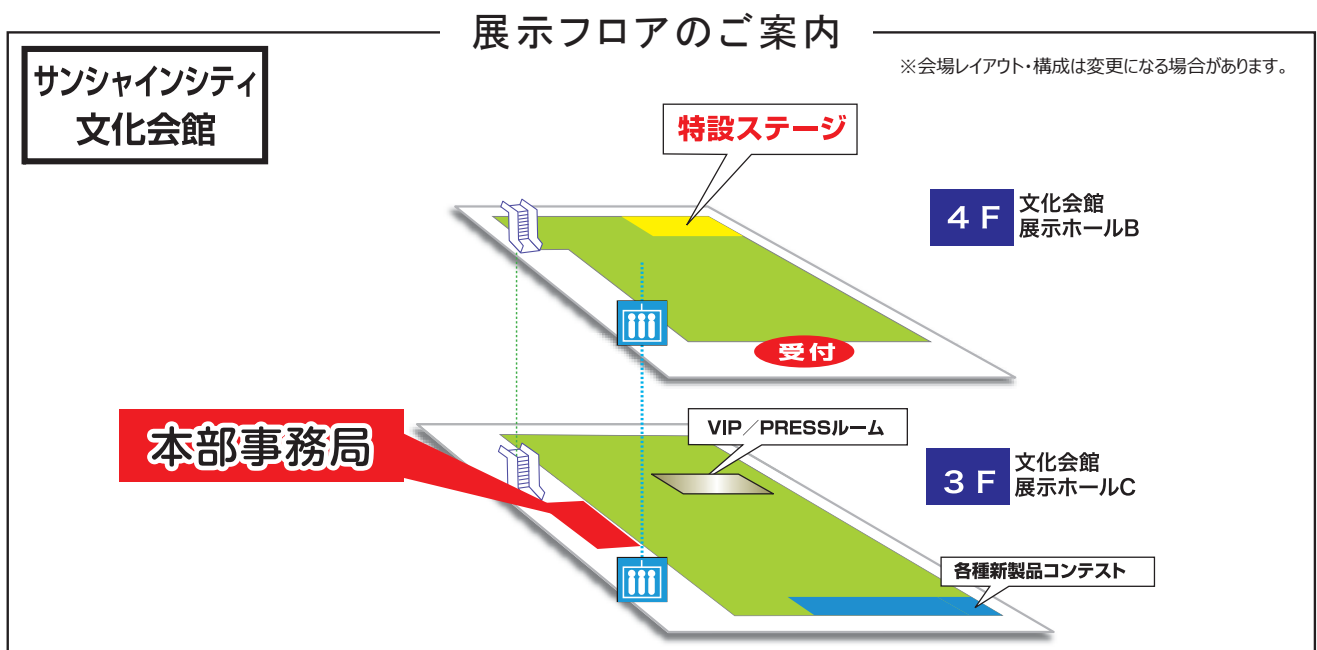 展示フロアのご案内
サンシャインシティ
文化会館
※会場レイアウト・構成は変更になる場合があります。
特設ステージ
4F
文化会館
展示ホールB
受付
本部事務局
VIP/PRESSルーム
3F
文化会館
展示ホールC
各種新製品コンテスト